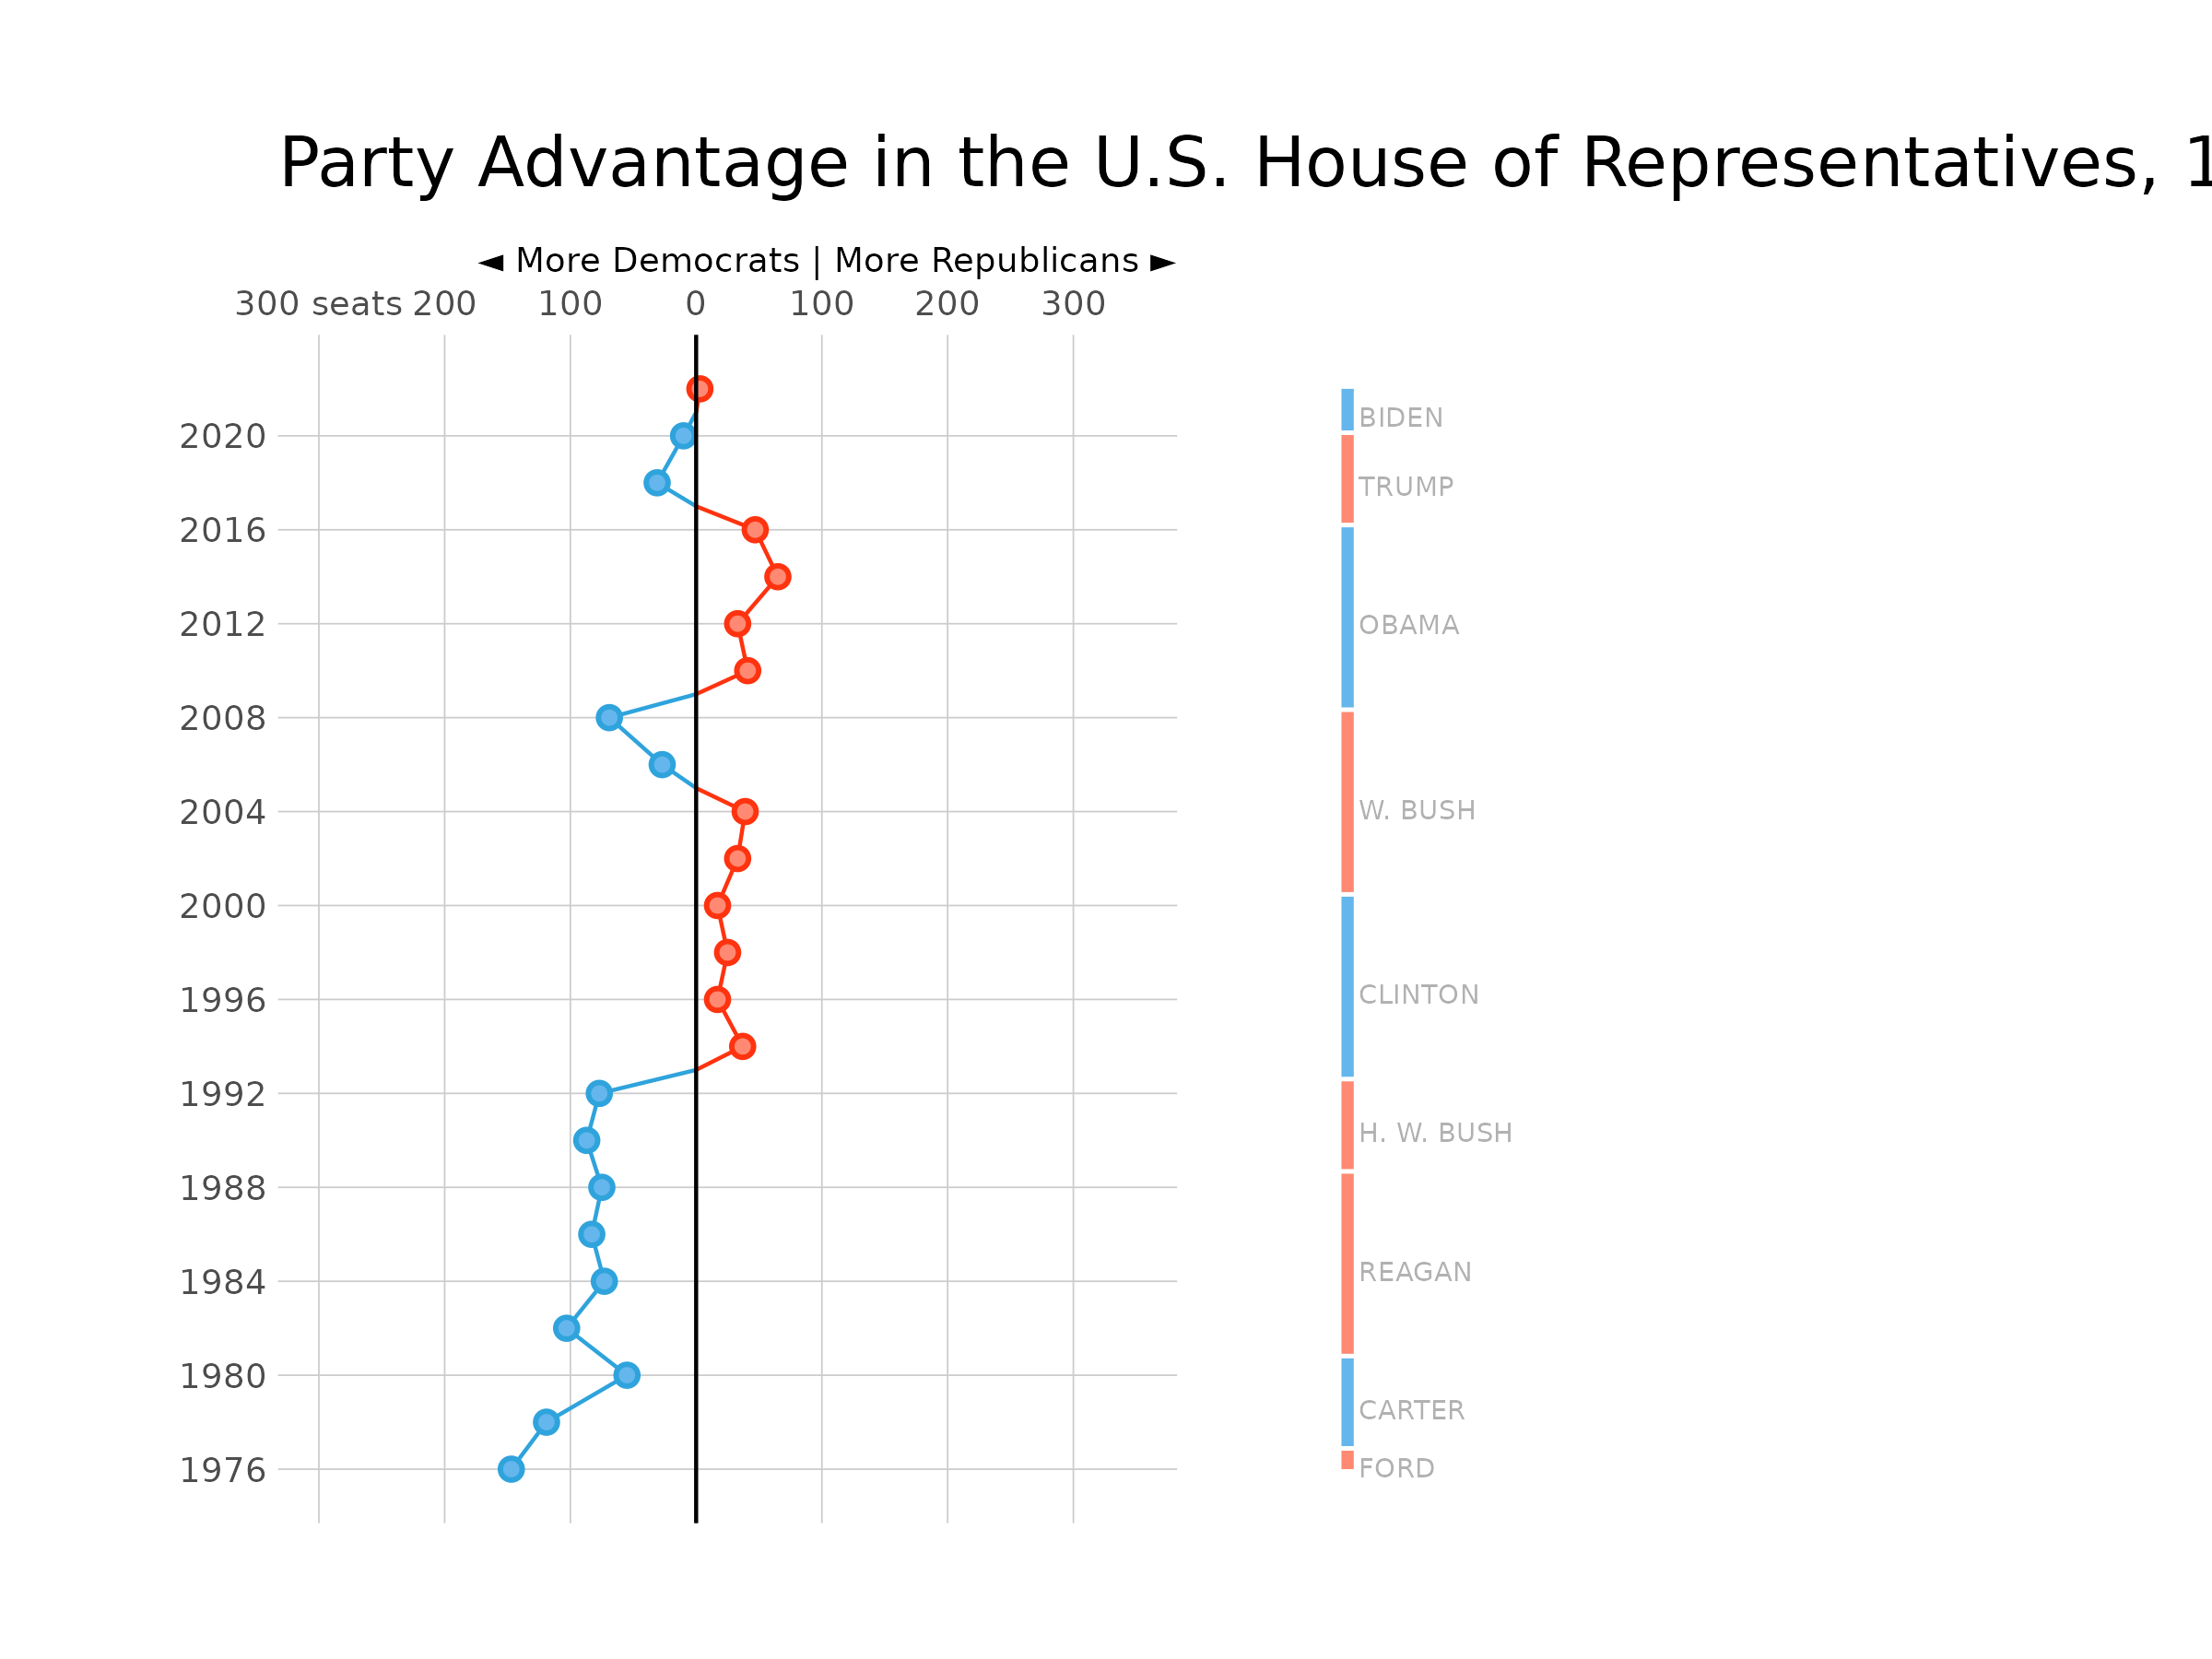 Party Advantage in the U.S. House of Representatives, 1
◄ More Democrats | More Republicans ►
300 seats 200 100 0 100 200 300
2020
2016
2012
2008
2004
2000
1996
1992
1988
1984
1980
1976
BIDEN
TRUMP
OBAMA
W. BUSH
CLINTON
H. W. BUSH
REAGAN
CARTER
FORD